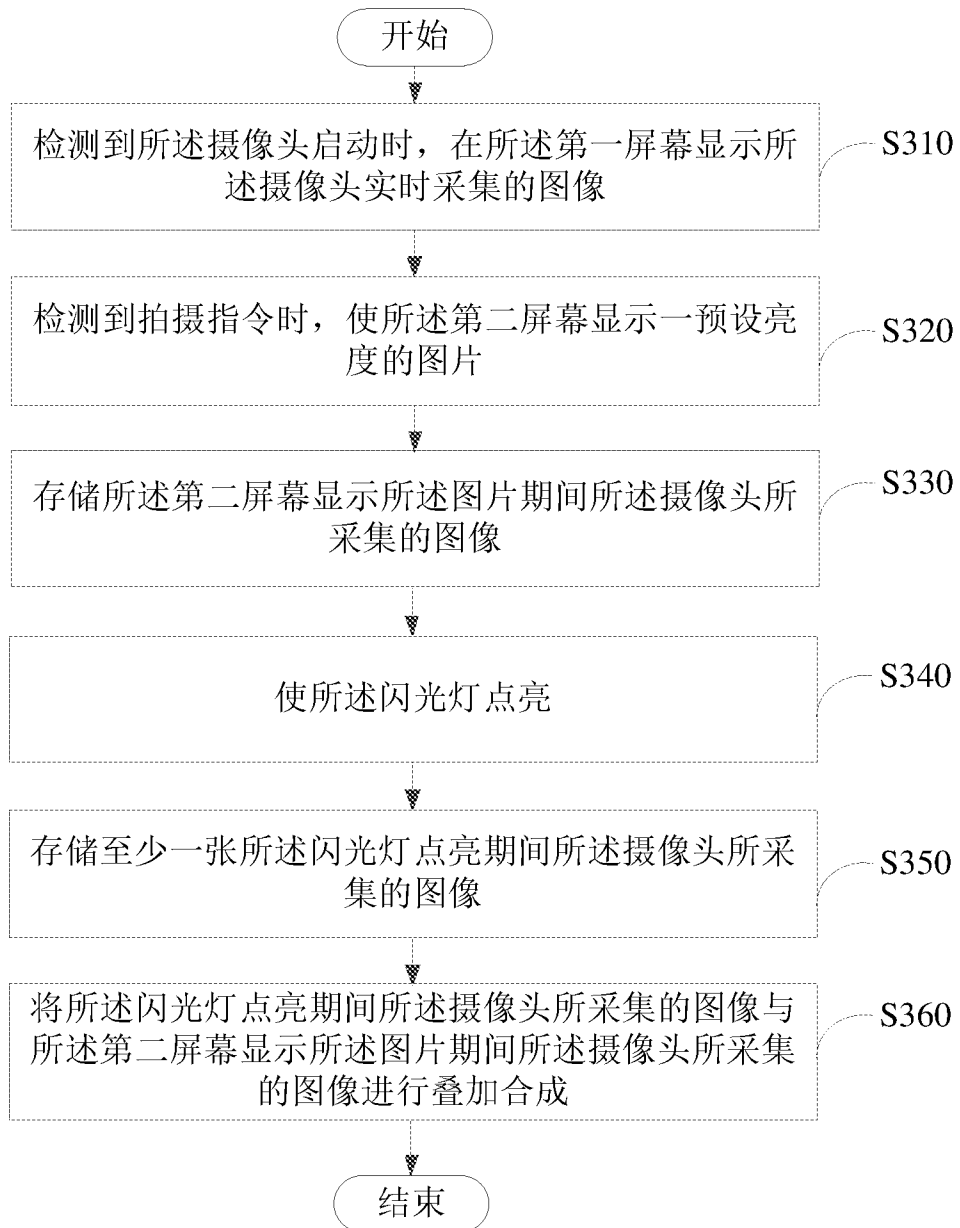 开始
检测到所述摄像头启动时，在所述第一屏幕显示所
述摄像头实时采集的图像
S310
检测到拍摄指令时，使所述第二屏幕显示一预设亮
度的图片
S320
存储所述第二屏幕显示所述图片期间所述摄像头所
采集的图像
S330
使所述闪光灯点亮
S340
存储至少一张所述闪光灯点亮期间所述摄像头所采
集的图像
S350
将所述闪光灯点亮期间所述摄像头所采集的图像与
所述第二屏幕显示所述图片期间所述摄像头所采集
的图像进行叠加合成
S360
结束